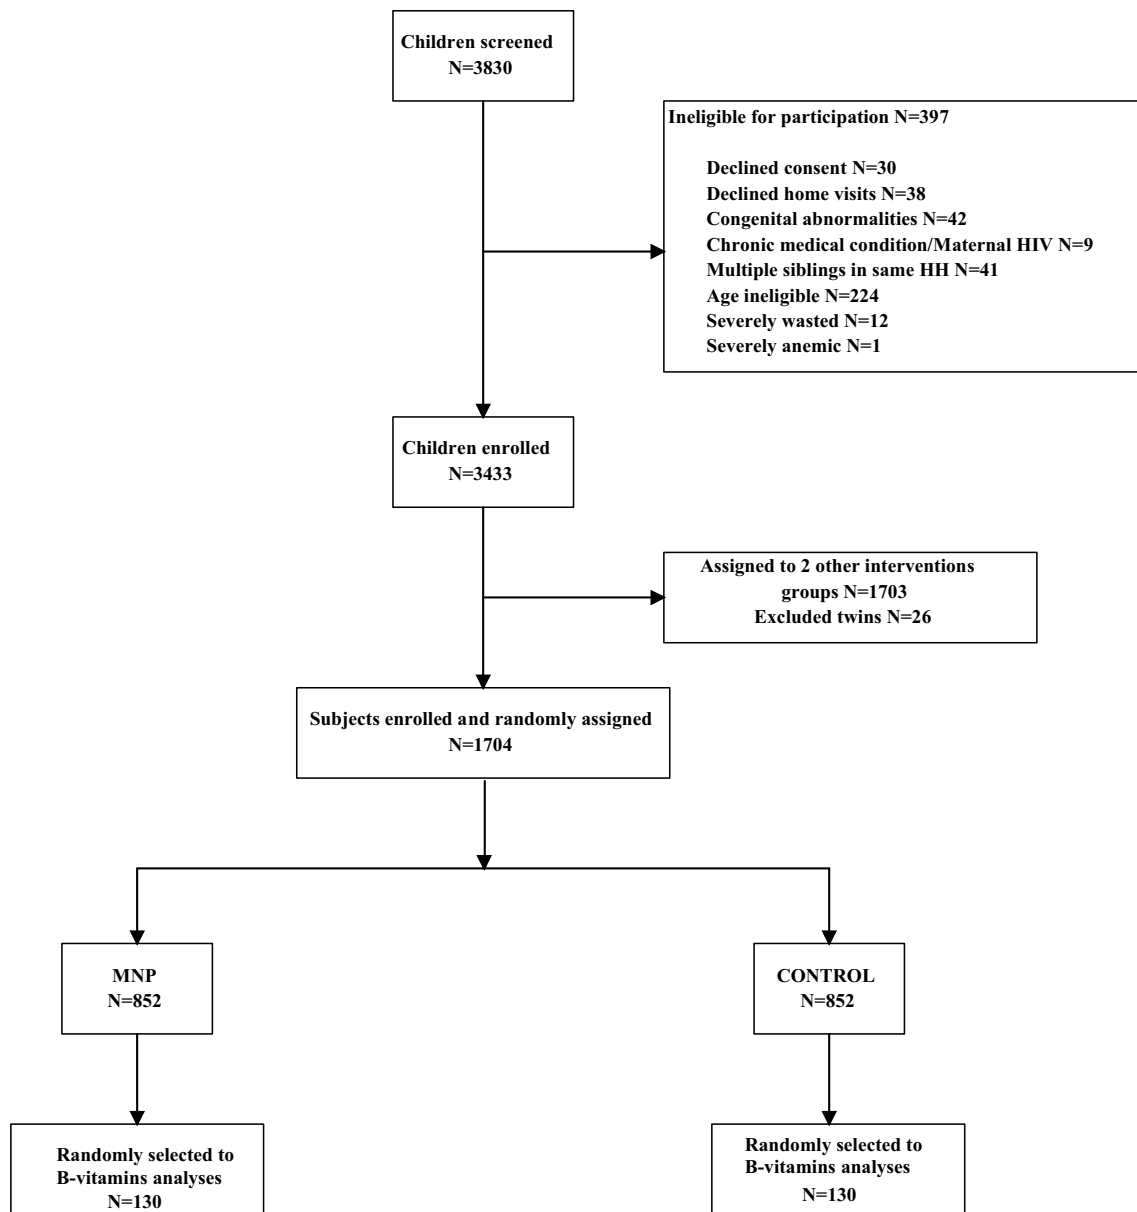 Children screened
N=3830
Ineligible for participation N=397
Declined consent N=30
Declined home visits N=38
Congenital abnormalities N=42
Chronic medical condition/Maternal HIV N=9
Multiple siblings in same HH N=41
Age ineligible N=224
Severely wasted N=12
Severely anemic N=1
Children enrolled
N=3433
Assigned to 2 other interventions
groups N=1703
Excluded twins N=26
Subjects enrolled and randomly assigned
N=1704
MNP
N=852
CONTROL
N=852
Randomly selected to
B-vitamins analyses
N=130
Randomly selected to
B-vitamins analyses
N=130